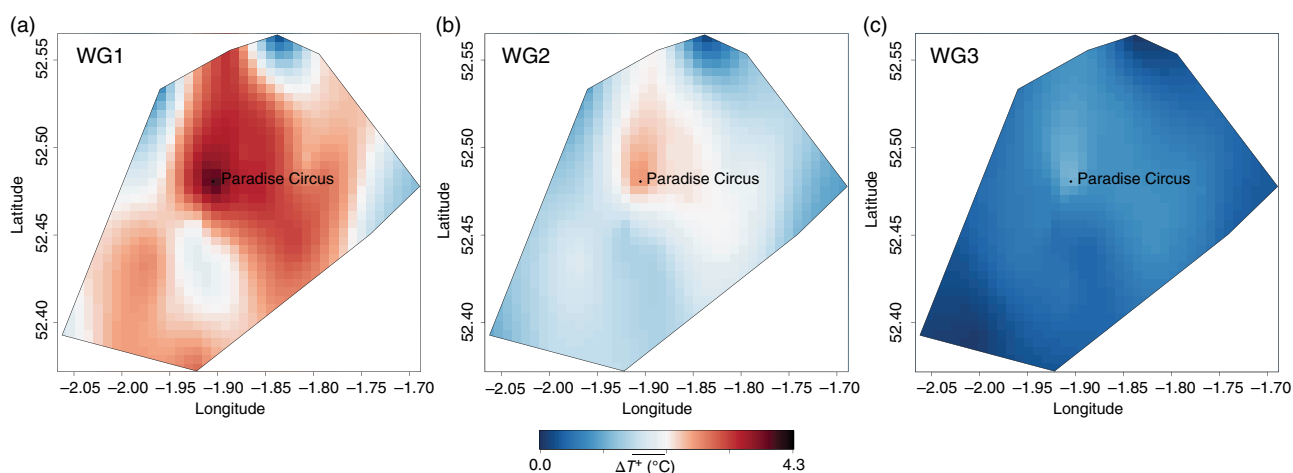 (a)
WG1
Paradise Circus
Latitude
52.55
52.50
52.45
52.40
−2.05
−2.00
−1.95
−1.90
−1.85
−1.80
−1.75
−1.70
Longitude
(b)
WG2
Paradise Circus
Latitude
52.55
52.50
52.45
52.40
−2.05
−2.00
−1.95
−1.90
−1.85
−1.80
−1.75
−1.70
Longitude
(c)
WG3
Paradise Circus
Latitude
52.55
52.50
52.45
52.40
−2.05
−2.00
−1.95
−1.90
−1.85
−1.80
−1.75
−1.70
Longitude
0.0
ΔT⁺ (°C)
4.3